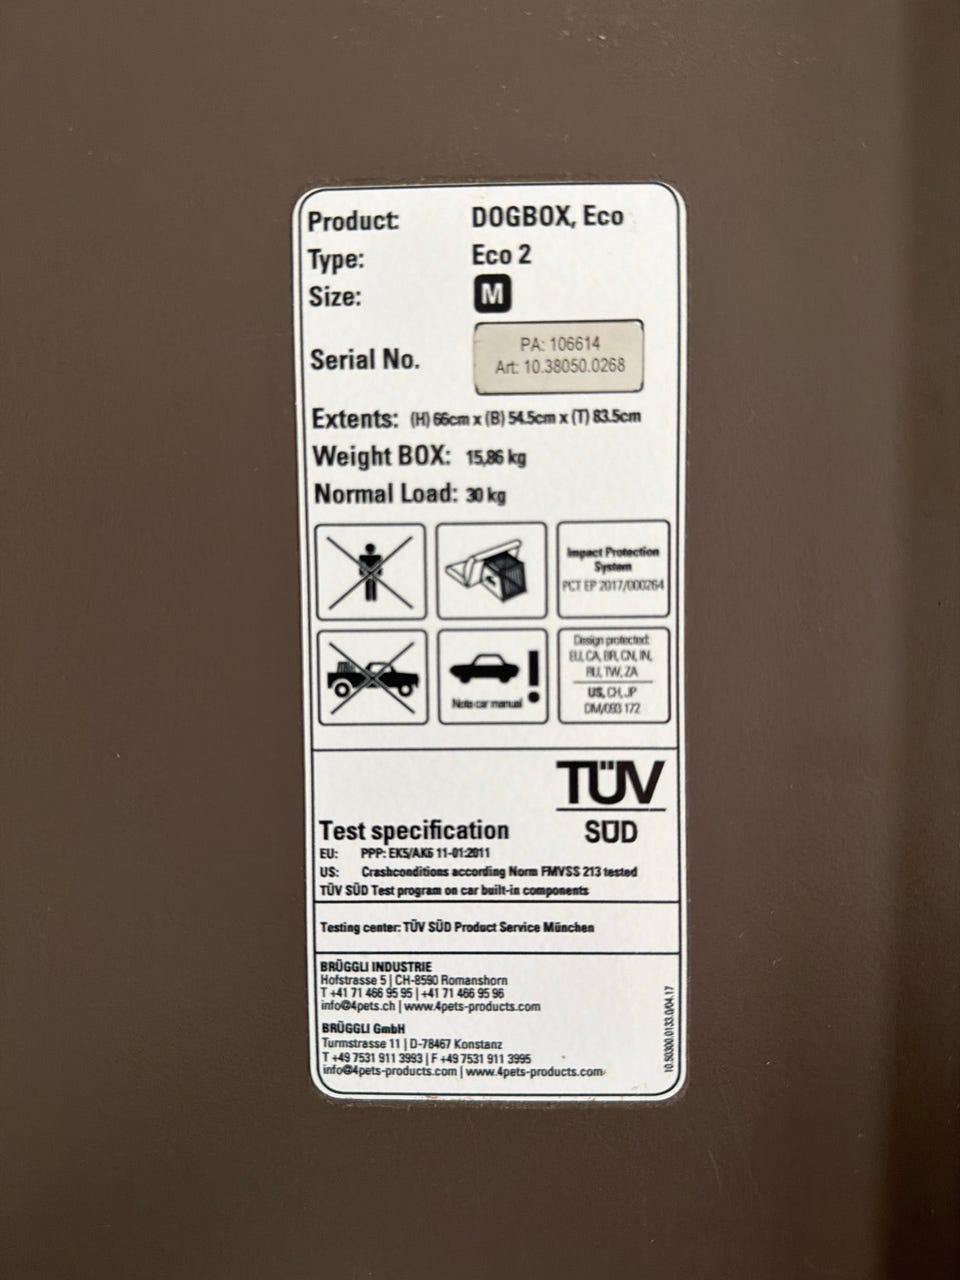 Product: DOGBOX, Eco
Type: Eco 2
Size: M
Serial No.
PA: 106614
Art: 10.38050.0268
Extents: (H) 66cm x (B) 54.5cm x (T) 83.5cm
Weight BOX: 15,86 kg
Normal Load: 30 kg
Impact Protection
System
PCT EP 2017/000264
Note car manual
!
Design protected:
EU, CA, BR, CN, IN,
RU, TW, ZA
US, CH, JP
DM/093 172
TÜV
SÜD
Test specification
EU: PPP: EK5/AK6 11-01:2011
US: Crashconditions according Norm FMVSS 213 tested
TÜV SÜD Test program on car built-in components
Testing center: TÜV SÜD Product Service München
BRÜGGLI INDUSTRIE
Hofstrasse 5 | CH-8590 Romanshorn
T +41 71 466 95 95 | +41 71 466 95 96
info@4pets.ch | www.4pets-products.com
BRÜGGLI GmbH
Turmstrasse 11 | D-78467 Konstanz
T +49 7531 911 3993 | F +49 7531 911 3995
info@4pets-products.com | www.4pets-products.com
10.50300.0133.0/04.17